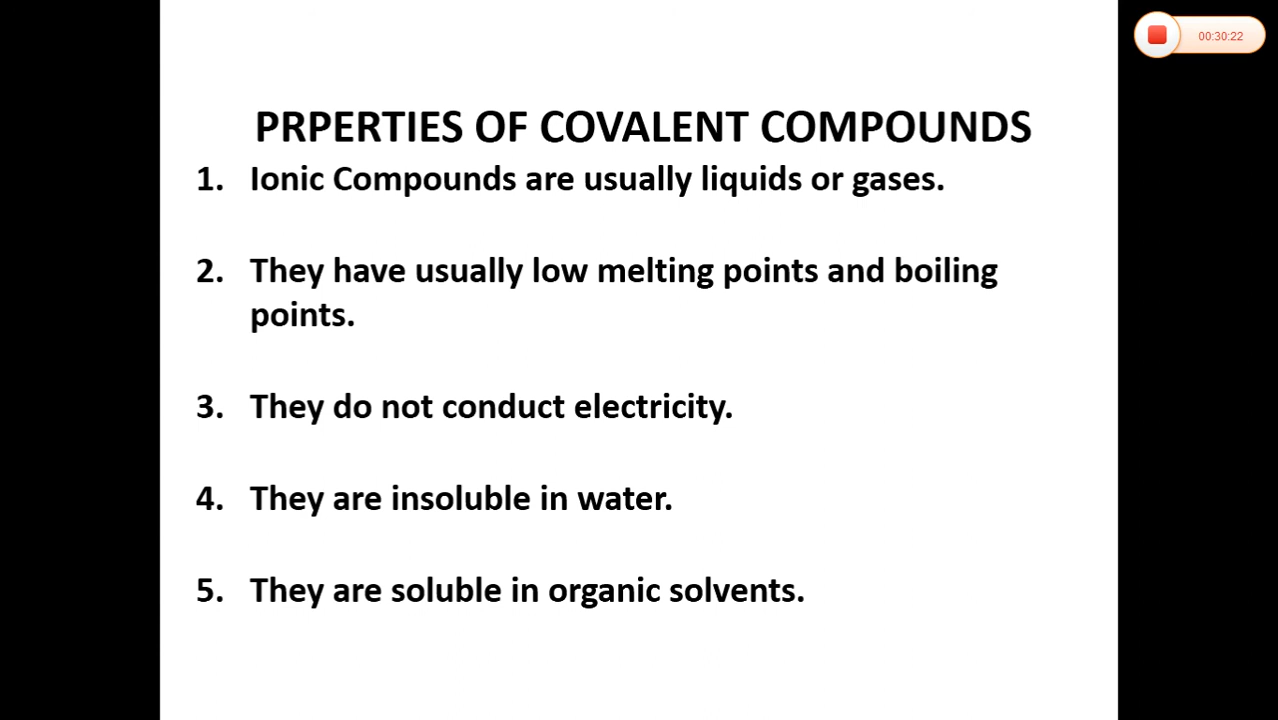 00:30:22
PRPERTIES OF COVALENT COMPOUNDS
1. Ionic Compounds are usually liquids or gases.
2. They have usually low melting points and boiling
points.
3. They do not conduct electricity.
4. They are insoluble in water.
5. They are soluble in organic solvents.